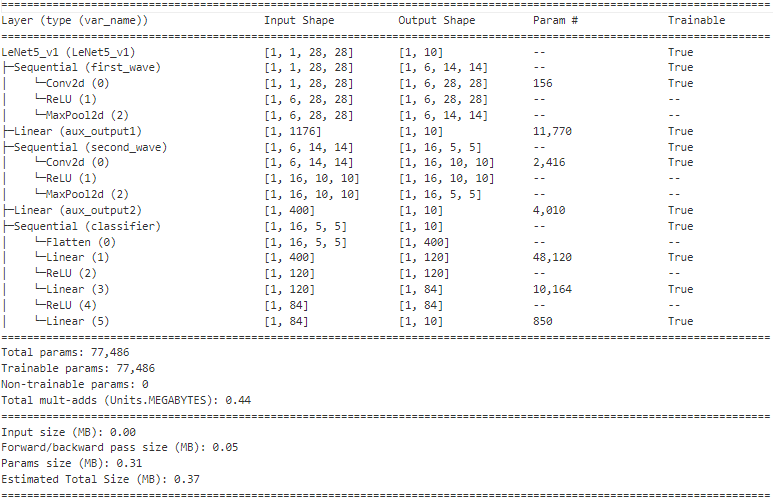 ====================================================================================================
Layer (type (var_name))                  Input Shape          Output Shape         Param #              Trainable
====================================================================================================
LeNet5_v1 (LeNet5_v1)                    [1, 1, 28, 28]       [1, 10]              --                   True
├─Sequential (first_wave)                [1, 1, 28, 28]       [1, 6, 14, 14]       --                   True
│    └─Conv2d (0)                        [1, 1, 28, 28]       [1, 6, 28, 28]       156                  True
│    └─ReLU (1)                          [1, 6, 28, 28]       [1, 6, 28, 28]       --                   --
│    └─MaxPool2d (2)                     [1, 6, 28, 28]       [1, 6, 14, 14]       --                   --
├─Linear (aux_output1)                   [1, 1176]            [1, 10]              11,770               True
├─Sequential (second_wave)               [1, 6, 14, 14]       [1, 16, 5, 5]        --                   True
│    └─Conv2d (0)                        [1, 6, 14, 14]       [1, 16, 10, 10]      2,416                True
│    └─ReLU (1)                          [1, 16, 10, 10]      [1, 16, 10, 10]      --                   --
│    └─MaxPool2d (2)                     [1, 16, 10, 10]      [1, 16, 5, 5]        --                   --
├─Linear (aux_output2)                   [1, 400]             [1, 10]              4,010                True
├─Sequential (classifier)                [1, 16, 5, 5]        [1, 10]              --                   True
│    └─Flatten (0)                       [1, 16, 5, 5]        [1, 400]             --                   --
│    └─Linear (1)                        [1, 400]             [1, 120]             48,120               True
│    └─ReLU (2)                          [1, 120]             [1, 120]             --                   --
│    └─Linear (3)                        [1, 120]             [1, 84]              10,164               True
│    └─ReLU (4)                          [1, 84]              [1, 84]              --                   --
│    └─Linear (5)                        [1, 84]              [1, 10]              850                  True
====================================================================================================
Total params: 77,486
Trainable params: 77,486
Non-trainable params: 0
Total mult-adds (Units.MEGABYTES): 0.44
====================================================================================================
Input size (MB): 0.00
Forward/backward pass size (MB): 0.05
Params size (MB): 0.31
Estimated Total Size (MB): 0.37
====================================================================================================